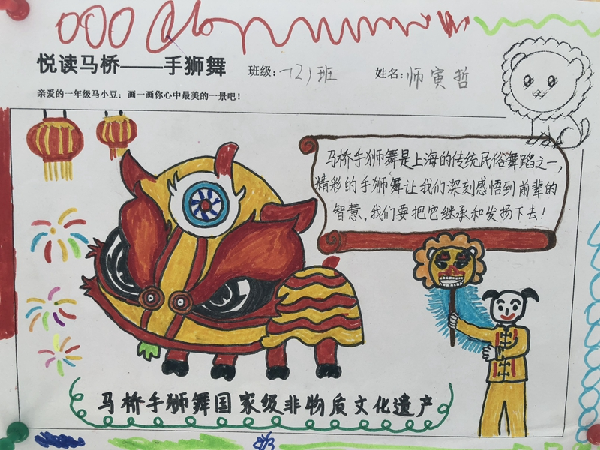 悦读马桥——手狮舞 班级：一(2)班 姓名：师寅哲
亲爱的一年级马小豆：画一画你心中最美的一景吧！
马桥手狮舞是上海的传统民俗舞蹈之一，
精彩的手狮舞让我们深刻感悟到前辈的
智慧，我们要把它继承和发扬下去！
马桥手狮舞国家级非物质文化遗产